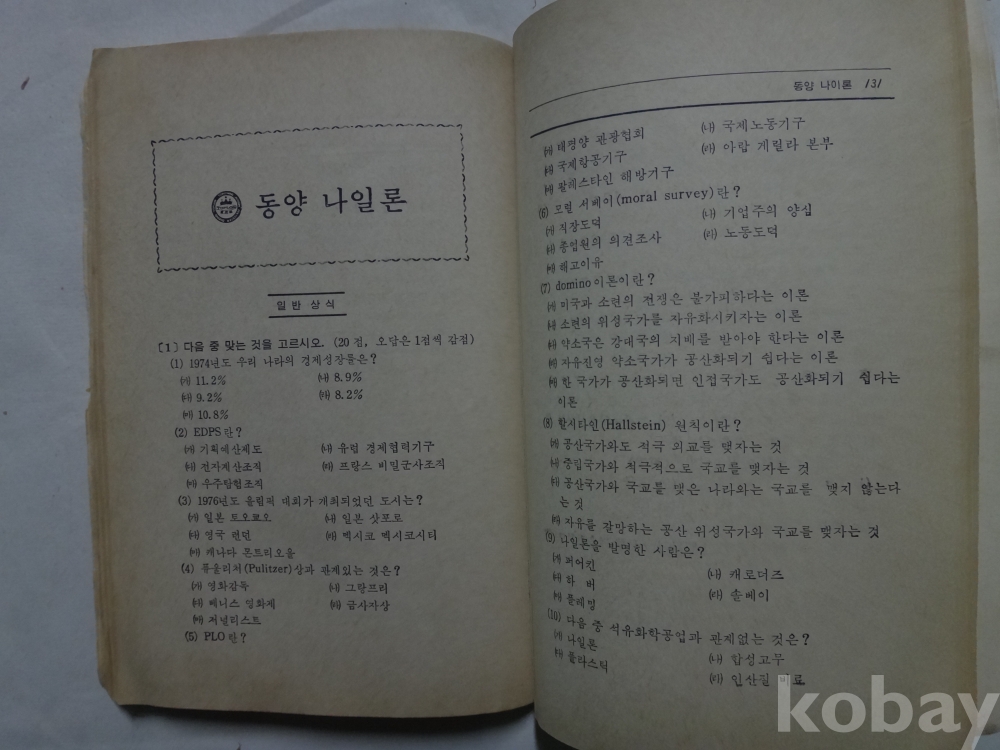 동양 나일론
일반 상식
〔1〕 다음 중 맞는 것을 고르시오. (20점, 오답은 1점씩 감점)
(1) 1974년도 우리 나라의 경제성장률은?
㈎ 11.2% ㈏ 8.9%
㈐ 9.2% ㈑ 8.2%
㈒ 10.8%
(2) EDPS란?
㈎ 기획예산제도 ㈏ 유럽 경제협력기구
㈐ 전자계산조직 ㈑ 프랑스 비밀군사조직
㈒ 우주탐험조직
(3) 1976년도 올림픽 대회가 개최되었던 도시는?
㈎ 일본 토오쿄오 ㈏ 일본 삿포로
㈐ 영국 런던 ㈑ 멕시코 멕시코시티
㈒ 캐나다 몬트리오올
(4) 퓨울리처(Pulitzer)상과 관계있는 것은?
㈎ 영화감독 ㈏ 그랑프리
㈐ 베니스 영화제 ㈑ 금사자상
㈒ 저널리스트
(5) PLO란?
동양 나이론 131
㈎ 태평양 관광협회 ㈏ 국제노동기구
㈐ 국제항공기구 ㈑ 아랍 게릴라 본부
㈒ 팔레스타인 해방기구
(6) 모럴 서베이(moral survey)란?
㈎ 직장도덕 ㈏ 기업주의 양심
㈐ 종업원의 의견조사 ㈑ 노동도덕
㈒ 해고이유
(7) domino이론이란?
㈎ 미국과 소련의 전쟁은 불가피하다는 이론
㈏ 소련의 위성국가를 자유화시키자는 이론
㈐ 약소국은 강대국의 지배를 받아야 한다는 이론
㈑ 자유진영 약소국가가 공산화되기 쉽다는 이론
㈒ 한 국가가 공산화되면 인접국가도 공산화되기 쉽다는
이론
(8) 할시타인(Hallstein) 원칙이란?
㈎ 공산국가와도 적극 외교를 맺자는 것
㈏ 중립국가와 적극적으로 국교를 맺자는 것
㈐ 공산국가와 국교를 맺은 나라와는 국교를 맺지 않는다
는 것
㈑ 자유를 갈망하는 공산 위성국가와 국교를 맺자는 것
(9) 나일론을 발명한 사람은?
㈎ 퍼어킨 ㈏ 캐로더즈
㈐ 하 버 ㈑ 솔베이
㈒ 플레밍
(10) 다음 중 석유화학공업과 관계없는 것은?
㈎ 나일론 ㈏ 합성고무
㈐ 플라스틱 ㈑ 인산질 비료
kobay